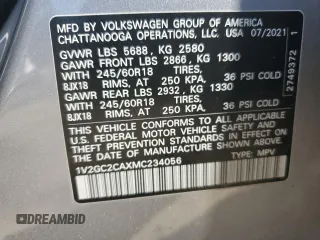 MFD BY VOLKSWAGEN GROUP OF AMERICA
CHATTANOOGA OPERATIONS, LLC. USA 07/2021
GVWR LBS 5688, KG 2580
GAWR FRONT LBS 2866, KG 1300
WITH 245/60R18 TIRES,
8JX18 RIMS, AT 250 KPA. 36 PSI COLD
GAWR REAR LBS 2932, KG 1330
WITH 245/60R18 TIRES,
8JX18 RIMS, AT 250 KPA. 36 PSI COLD
THIS VEHICLE CONFORMS TO ALL APPLICABLE
U.S. FEDERAL MOTOR VEHICLE SAFETY AND
THEFT PREVENTION STANDARDS IN EFFECT
ON THE DATE OF MANUFACTURE SHOWN ABOVE.
1V2GC2CAXMC234056 TYPE: MPV
2749372 1
DREAMBID